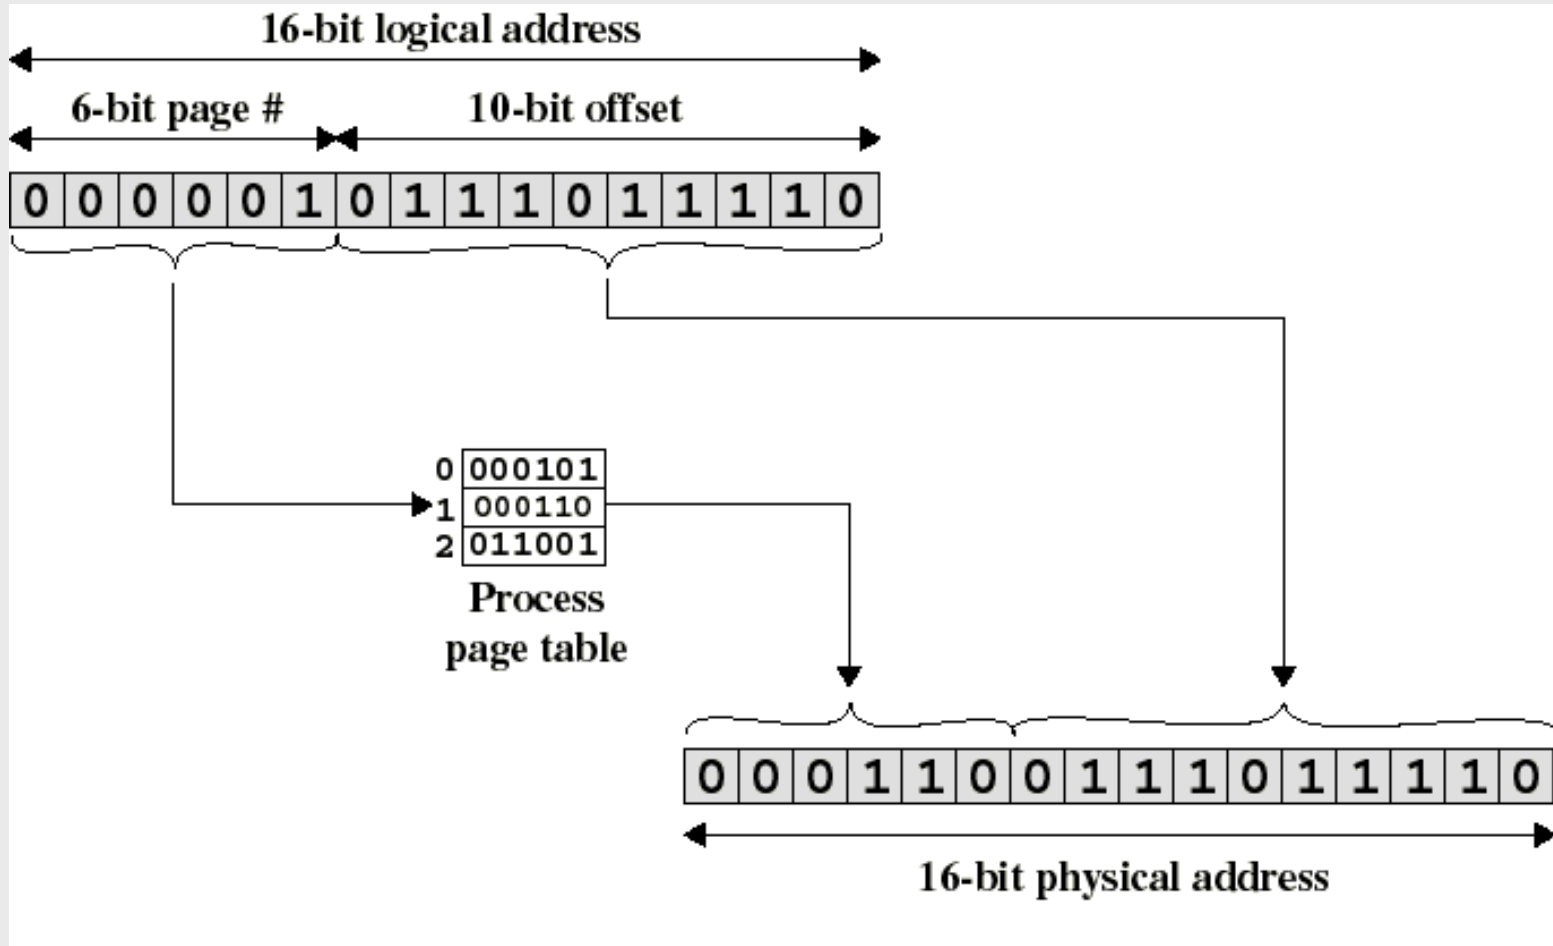 16-bit logical address
6-bit page # 10-bit offset
0 0 0 0 0 1 0 1 1 1 0 1 1 1 1 0
0 000101
1 000110
2 011001
Process
page table
0 0 0 1 1 0 0 1 1 1 0 1 1 1 1 0
16-bit physical address